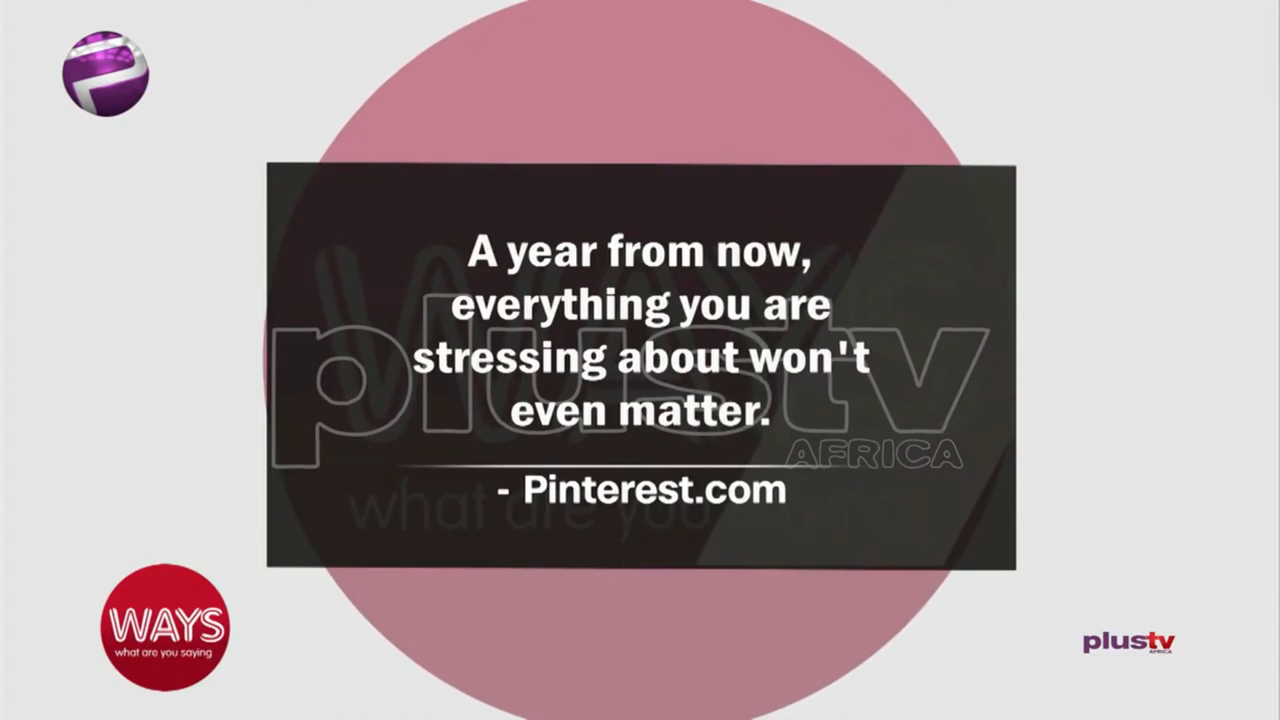 A year from now,
everything you are
stressing about won't
even matter.
- Pinterest.com
plustv
AFRICA
what are you saying
WAYS
what are you saying
plustv
AFRICA